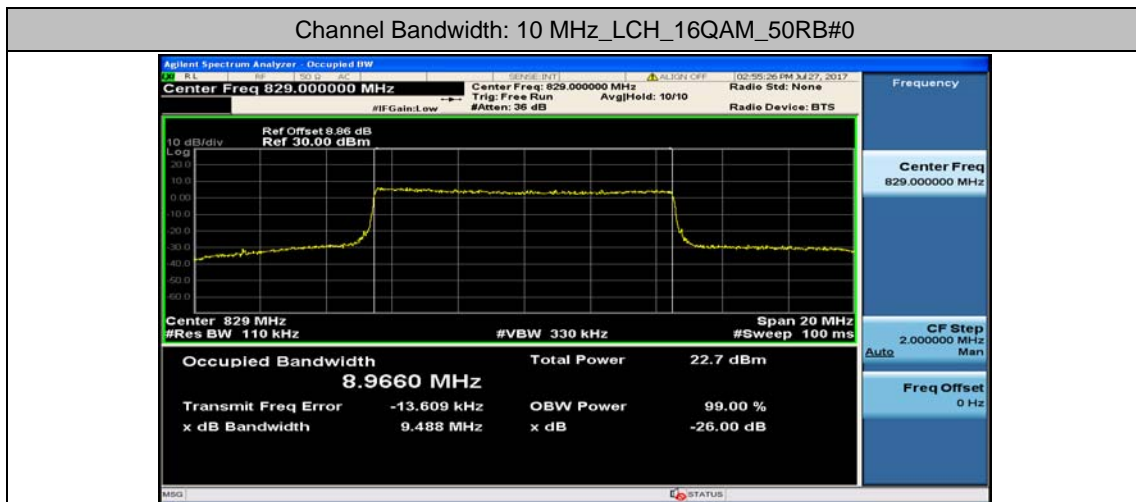 Channel Bandwidth: 10 MHz_LCH_16QAM_50RB#0
Agilent Spectrum Analyzer - Occupied BW
RL RF 50 Ω AC SENSE:INT ALIGN OFF 02:55:26 PM Jul 27, 2017
Center Freq 829.000000 MHz Center Freq: 829.000000 MHz Radio Std: None Frequency
Trig: Free Run Avg|Hold: 10/10
#IFGain:Low #Atten: 36 dB Radio Device: BTS
Ref Offset 8.86 dB
10 dB/div Ref 30.00 dBm
Log
20.0
10.0
0.00
-10.0
-20.0
-30.0
-40.0
-50.0
-60.0
Center Freq
829.000000 MHz
Center 829 MHz Span 20 MHz
#Res BW 110 kHz #VBW 330 kHz #Sweep 100 ms
CF Step
2.000000 MHz
Auto Man
Occupied Bandwidth Total Power 22.7 dBm
8.9660 MHz
Freq Offset
0 Hz
Transmit Freq Error -13.609 kHz OBW Power 99.00 %
x dB Bandwidth 9.488 MHz x dB -26.00 dB
MSG STATUS